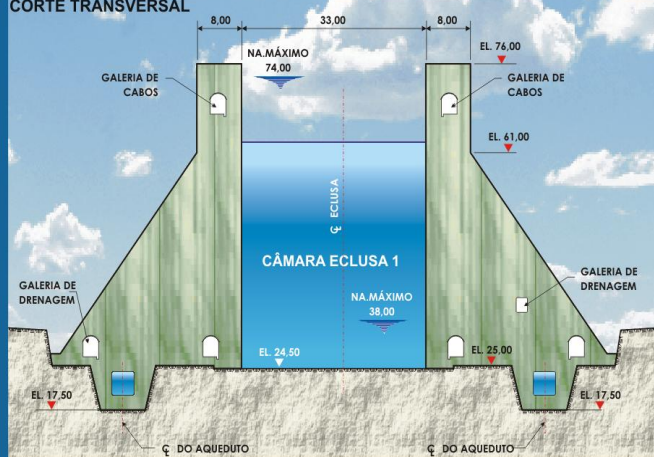 CORTE TRANSVERSAL
8,00
33,00
8,00
NA.MÁXIMO
74,00
EL. 76,00
GALERIA DE
CABOS
GALERIA DE
CABOS
EL. 61,00
℄ ECLUSA
CÂMARA ECLUSA 1
GALERIA DE
DRENAGEM
GALERIA DE
DRENAGEM
NA.MÁXIMO
38,00
EL. 24,50
EL. 25,00
EL. 17,50
EL. 17,50
℄ DO AQUEDUTO
℄ DO AQUEDUTO